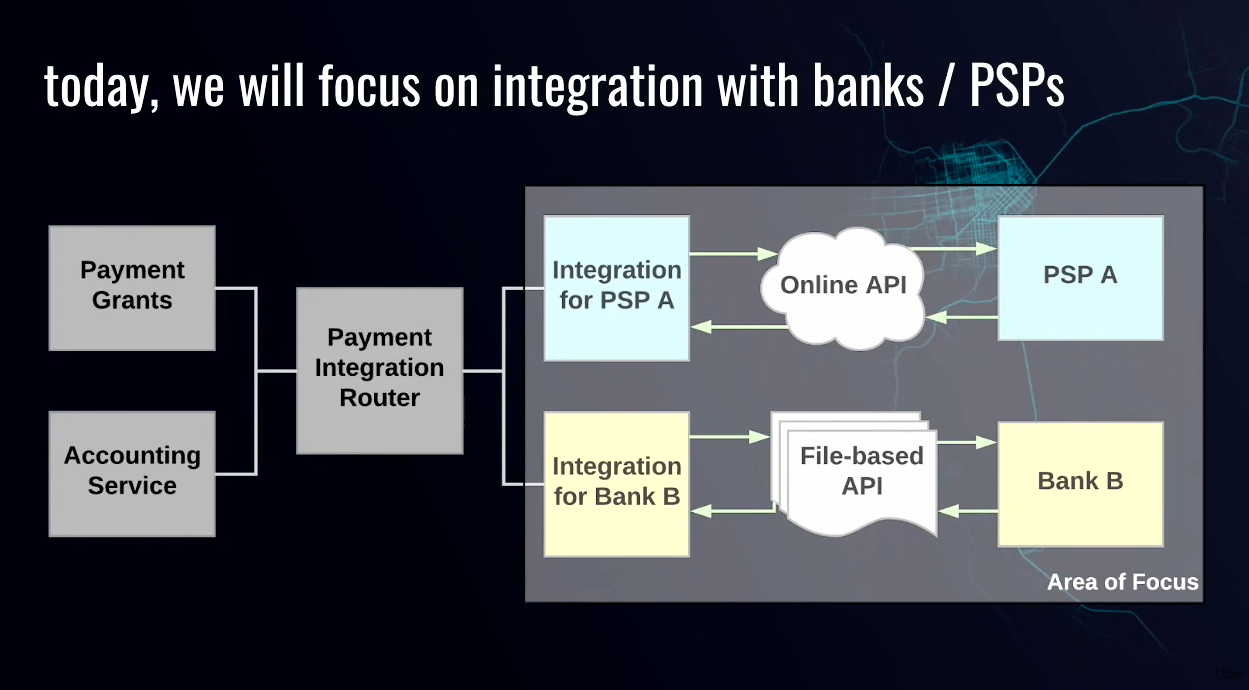 today, we will focus on integration with banks / PSPs
Payment
Grants
Accounting
Service
Payment
Integration
Router
Integration
for PSP A
Online API
PSP A
Integration
for Bank B
File-based
API
Bank B
Area of Focus